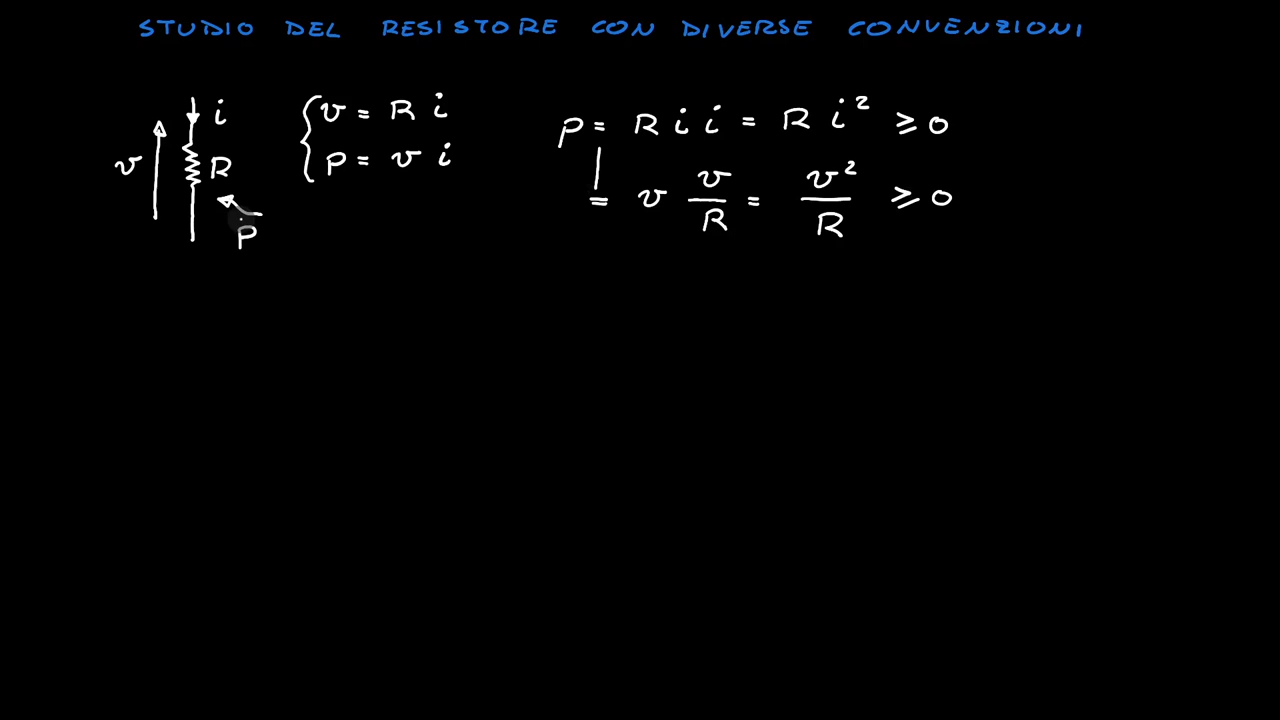 STUDIO DEL RESISTORE CON DIVERSE CONVENZIONI
i
v
R
p
v = R i
p = v i
p = R i i = R i² ≥ 0
= v v/R = v²/R ≥ 0